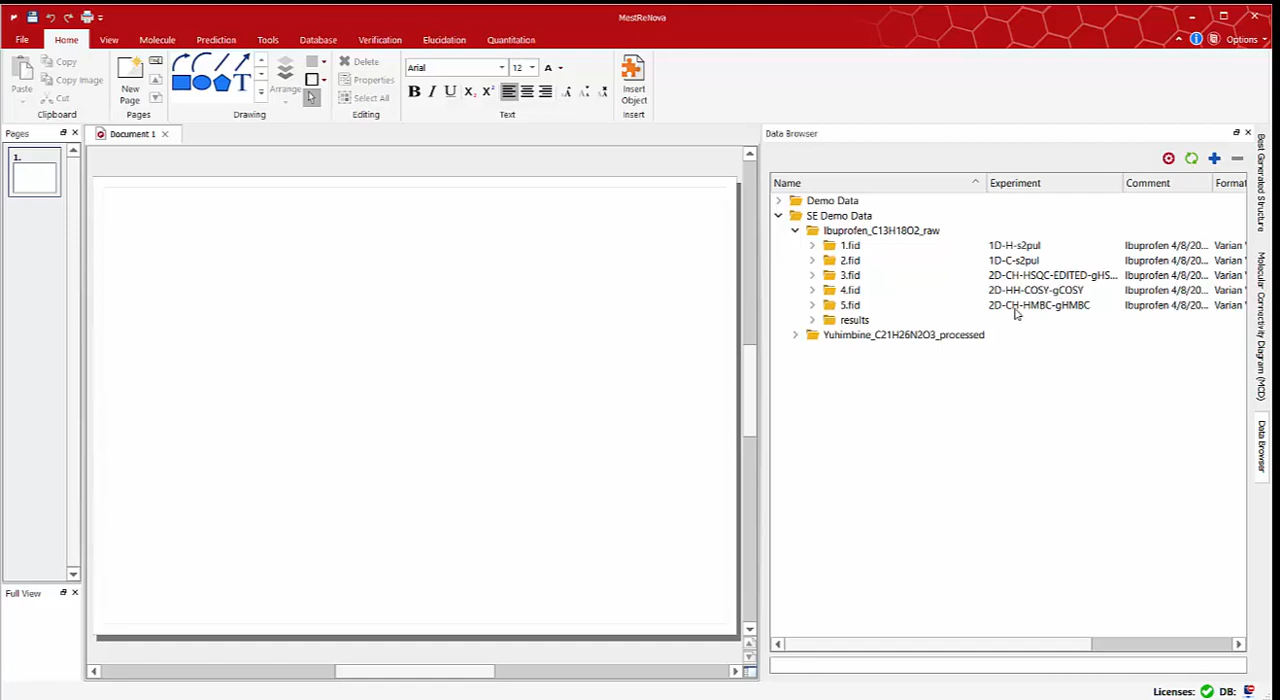 MestReNova
File Home View Molecule Prediction Tools Database Verification Elucidation Quantitation Options
Paste Copy Copy Image Cut Clipboard
New Page Pages
T Arrange Drawing
Delete Properties Select All Editing
Arial 12 A
B I U X₂ X² Text
Insert Object Insert
Pages
1.
Document 1
Full View
Data Browser
Name Experiment Comment Format
Demo Data
SE Demo Data
Ibuprofen_C13H18O2_raw
1.fid 1D-H-s2pul Ibuprofen 4/8/20... Varian
2.fid 1D-C-s2pul Ibuprofen 4/8/20... Varian
3.fid 2D-CH-HSQC-EDITED-gHS... Ibuprofen 4/8/20... Varian
4.fid 2D-HH-COSY-gCOSY Ibuprofen 4/8/20... Varian
5.fid 2D-CH-HMBC-gHMBC Ibuprofen 4/8/20... Varian
results
Yuhimbine_C21H26N2O3_processed
Best Generated Structure
Molecular Connectivity Diagram (MCD)
Data Browser
Licenses: DB: